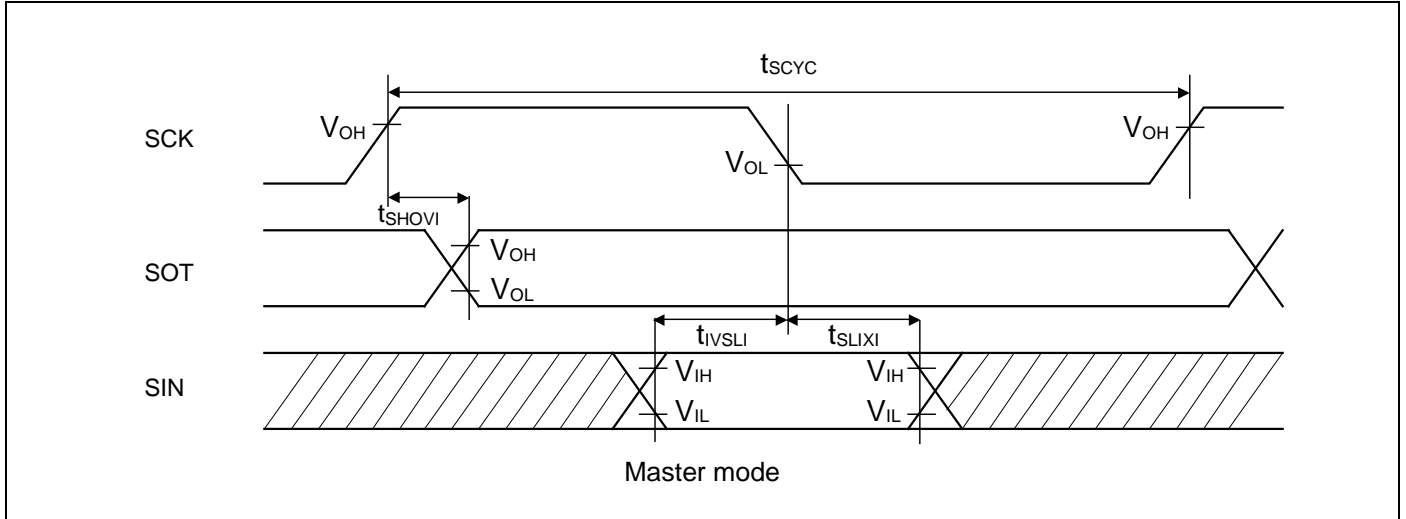 tSCYC
SCK
VOH
VOH
VOL
tSHOVI
SOT
VOH
VOL
tIVSLI
tSLIXI
SIN
VIH
VIH
VIL
VIL
Master mode